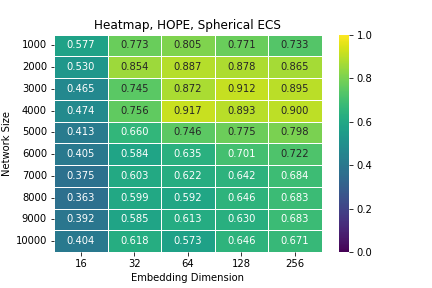 Heatmap, HOPE, Spherical ECS
Network Size
1000 0.577 0.773 0.805 0.771 0.733
2000 0.530 0.854 0.887 0.878 0.865
3000 0.465 0.745 0.872 0.912 0.895
4000 0.474 0.756 0.917 0.893 0.900
5000 0.413 0.660 0.746 0.775 0.798
6000 0.405 0.584 0.635 0.701 0.722
7000 0.375 0.603 0.622 0.642 0.684
8000 0.363 0.599 0.592 0.646 0.683
9000 0.392 0.585 0.613 0.630 0.683
10000 0.404 0.618 0.573 0.646 0.671
16 32 64 128 256
Embedding Dimension
1.0
0.8
0.6
0.4
0.2
0.0